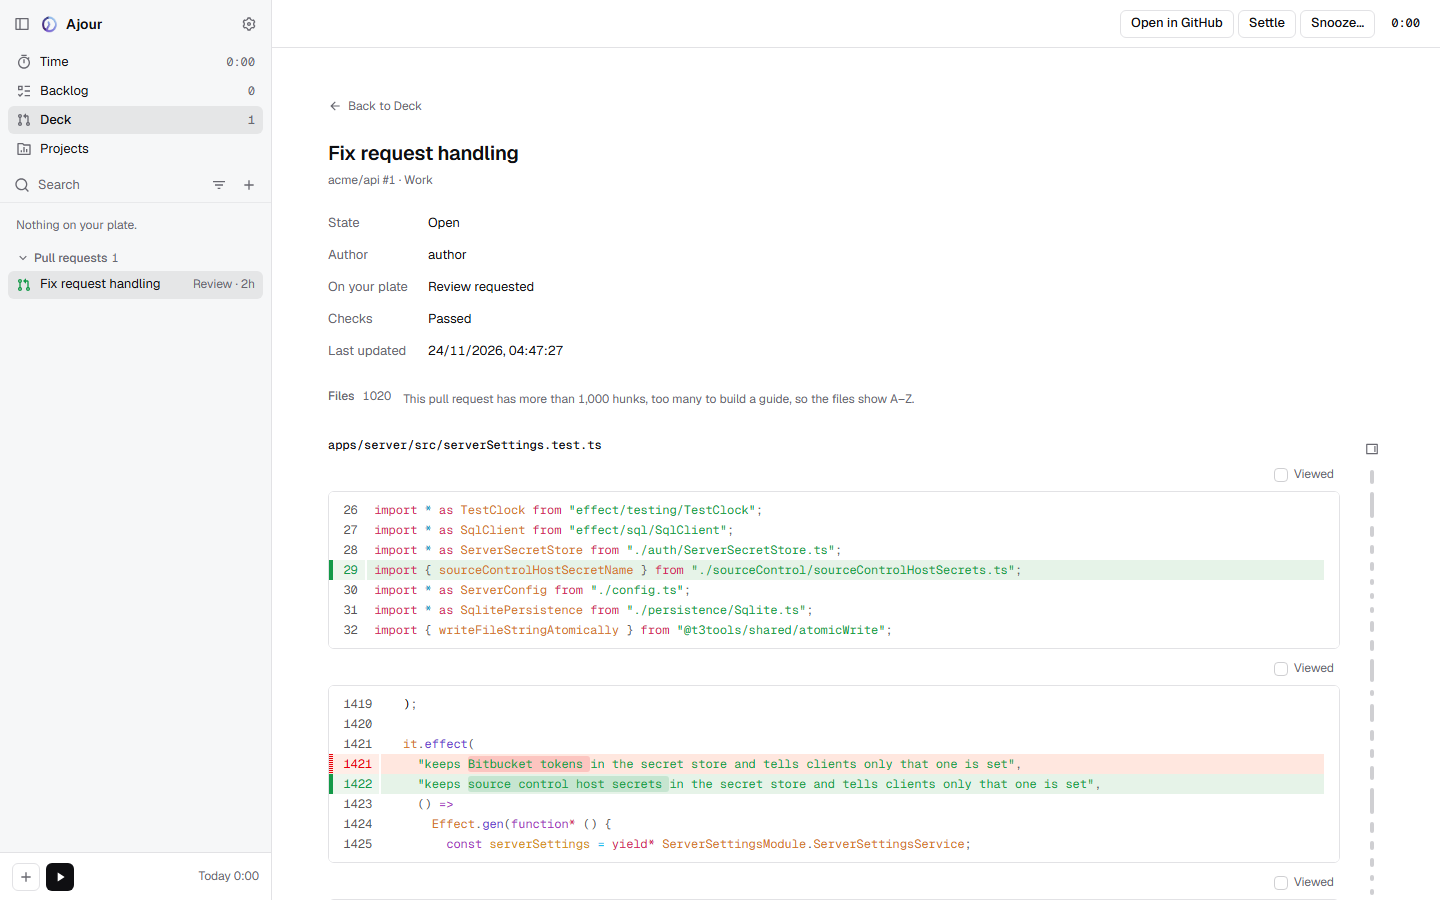 Ajour
Time 0:00
Backlog 0
Deck 1
Projects
Search
Nothing on your plate.
Pull requests 1
Fix request handling Review · 2h
Today 0:00
Open in GitHub Settle Snooze... 0:00
Back to Deck
Fix request handling
acme/api #1 · Work
State Open
Author author
On your plate Review requested
Checks Passed
Last updated 24/11/2026, 04:47:27
Files 1020 This pull request has more than 1,000 hunks, too many to build a guide, so the files show A–Z.
apps/server/src/serverSettings.test.ts
Viewed
26 import * as TestClock from "effect/testing/TestClock";
27 import * as SqlClient from "effect/sql/SqlClient";
28 import * as ServerSecretStore from "./auth/ServerSecretStore.ts";
29 import { sourceControlHostSecretName } from "./sourceControl/sourceControlHostSecrets.ts";
30 import * as ServerConfig from "./config.ts";
31 import * as SqlitePersistence from "./persistence/Sqlite.ts";
32 import { writeFileStringAtomically } from "@t3tools/shared/atomicWrite";
Viewed
1419 );
1420
1421 it.effect(
1421 "keeps Bitbucket tokens in the secret store and tells clients only that one is set",
1422 "keeps source control host secrets in the secret store and tells clients only that one is set",
1423 () =>
1424 Effect.gen(function* () {
1425 const serverSettings = yield* ServerSettingsModule.ServerSettingsService;
Viewed